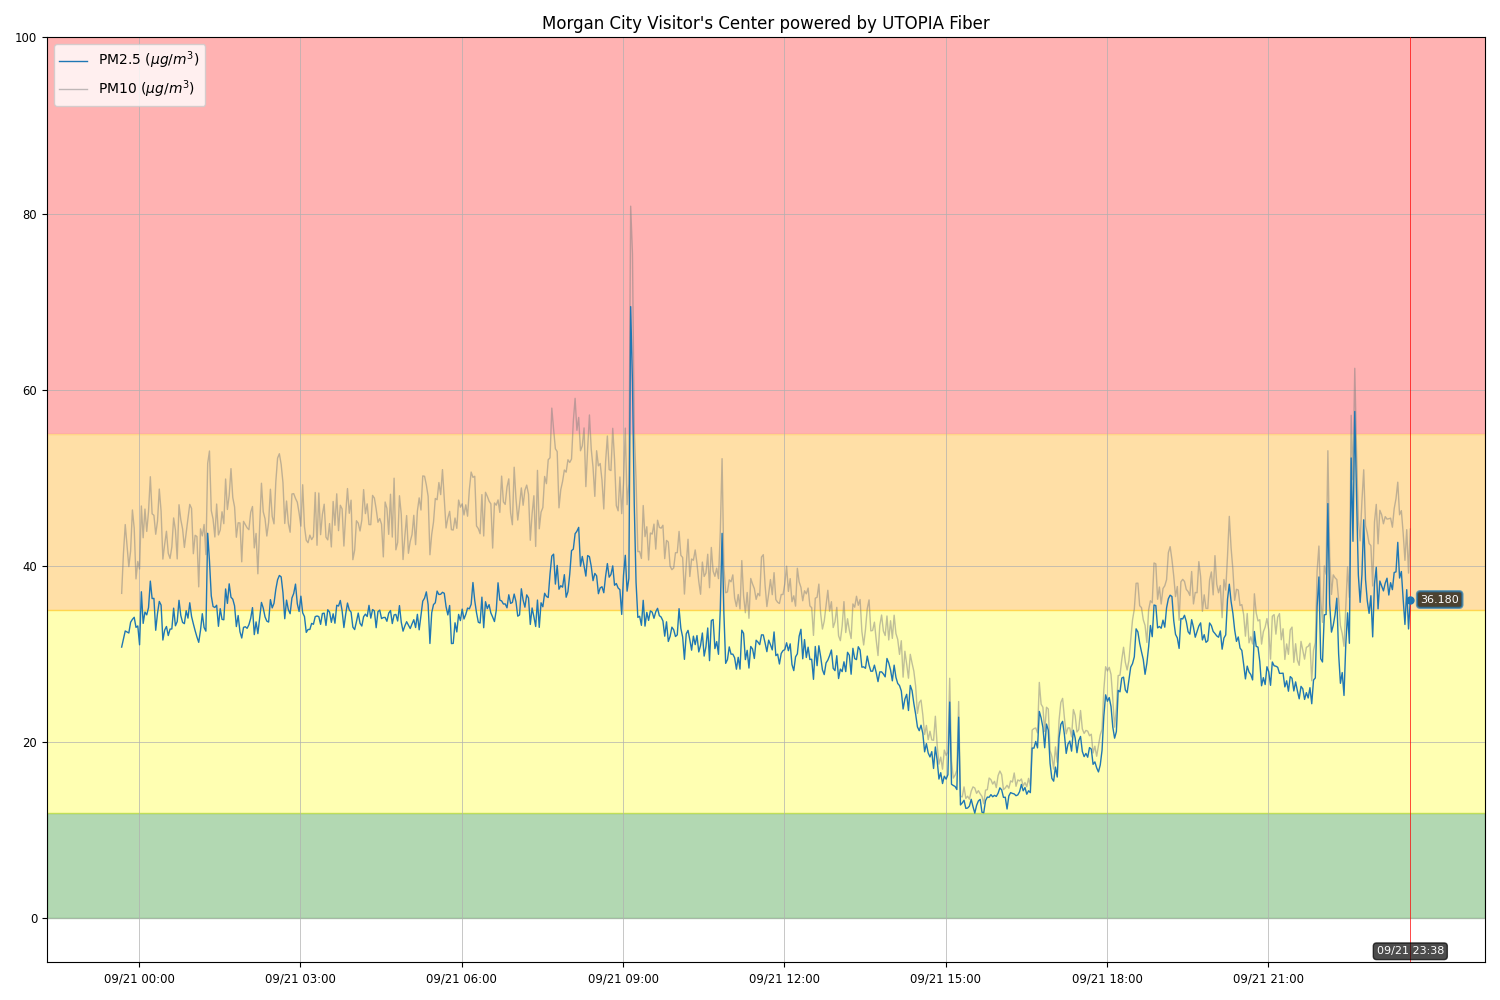 Morgan City Visitor's Center powered by UTOPIA Fiber
100
PM2.5 (μg/m³)
PM10 (μg/m³)
80
60
40
36.180
20
0
09/21 23:38
09/21 00:00 09/21 03:00 09/21 06:00 09/21 09:00 09/21 12:00 09/21 15:00 09/21 18:00 09/21 21:00